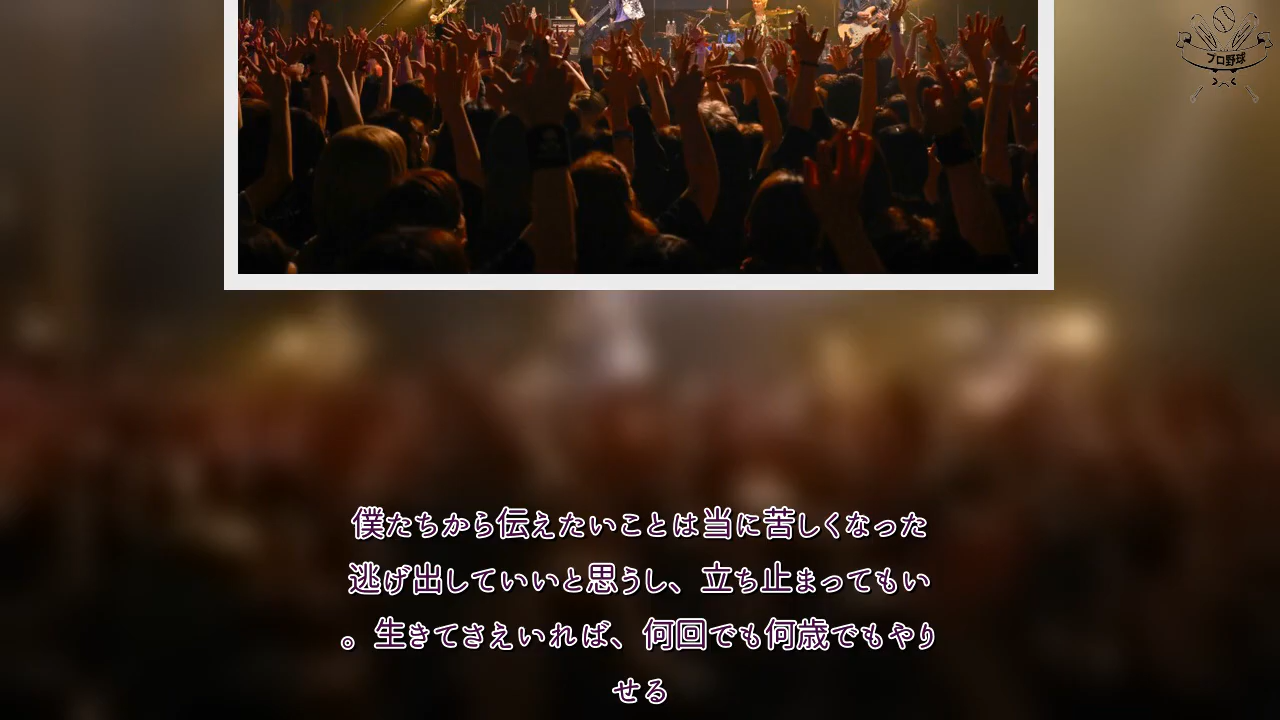 プロ野球
僕たちから伝えたいことは当に苦しくなった
逃げ出していいと思うし、立ち止まってもい
。生きてさえいれば、何回でも何歳でもやり
せる